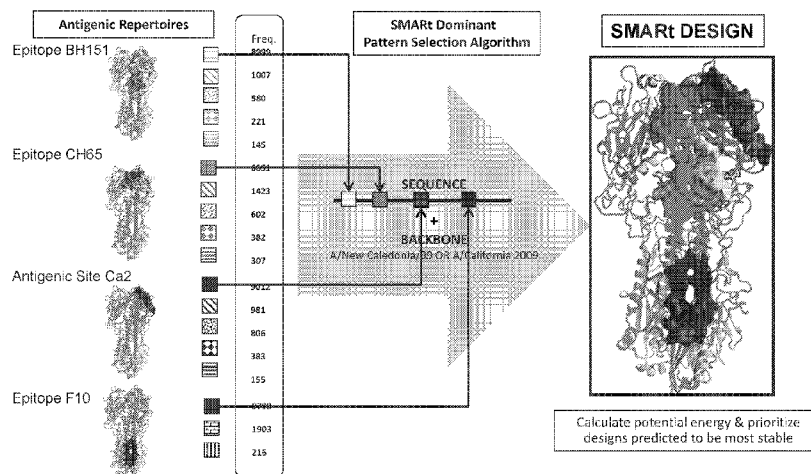 Antigenic Repertoires
Epitope BH151
Epitope CH65
Antigenic Site Ca2
Epitope F10
Freq.
1007
580
221
145
1423
602
382
307
9012
981
806
383
155
1903
215
SMARt Dominant
Pattern Selection Algorithm
SEQUENCE
+
BACKBONE
A/New Caledonia/99 OR A/California 2009
SMARt DESIGN
Calculate potential energy & prioritize
designs predicted to be most stable